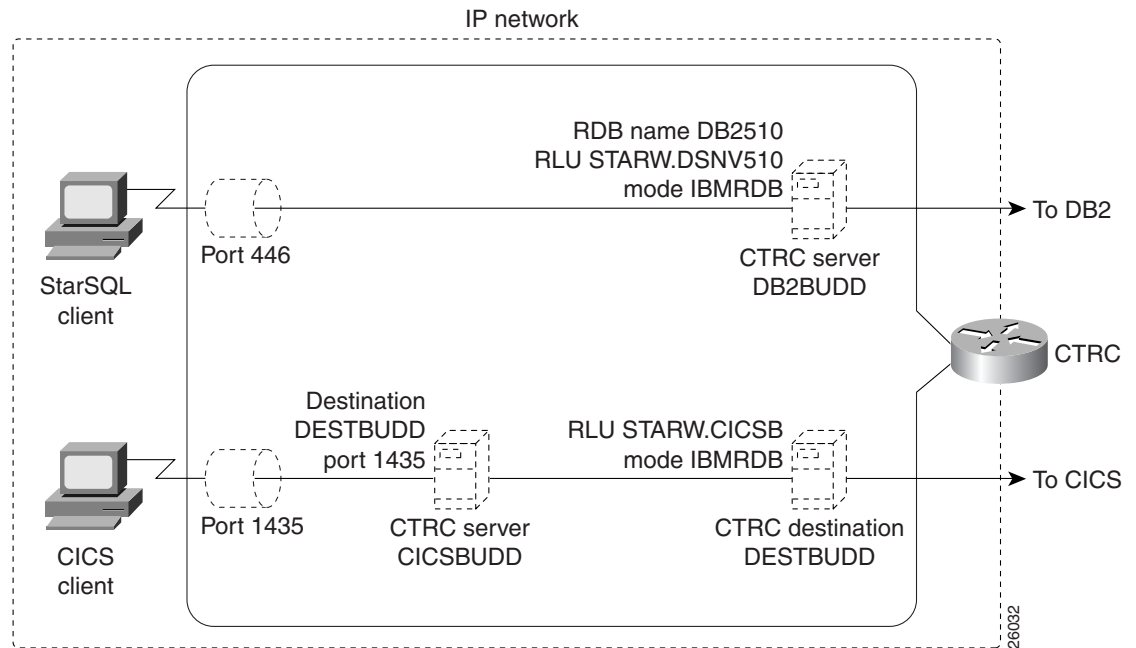 IP network
RDB name DB2510
RLU STARW.DSNV510
mode IBMRDB
To DB2
Port 446
CTRC server
DB2BUDD
StarSQL
client
CTRC
Destination
DESTBUDD
port 1435
RLU STARW.CICSB
mode IBMRDB
To CICS
Port 1435
CTRC server
CICSBUDD
CTRC destination
DESTBUDD
CICS
client
26032